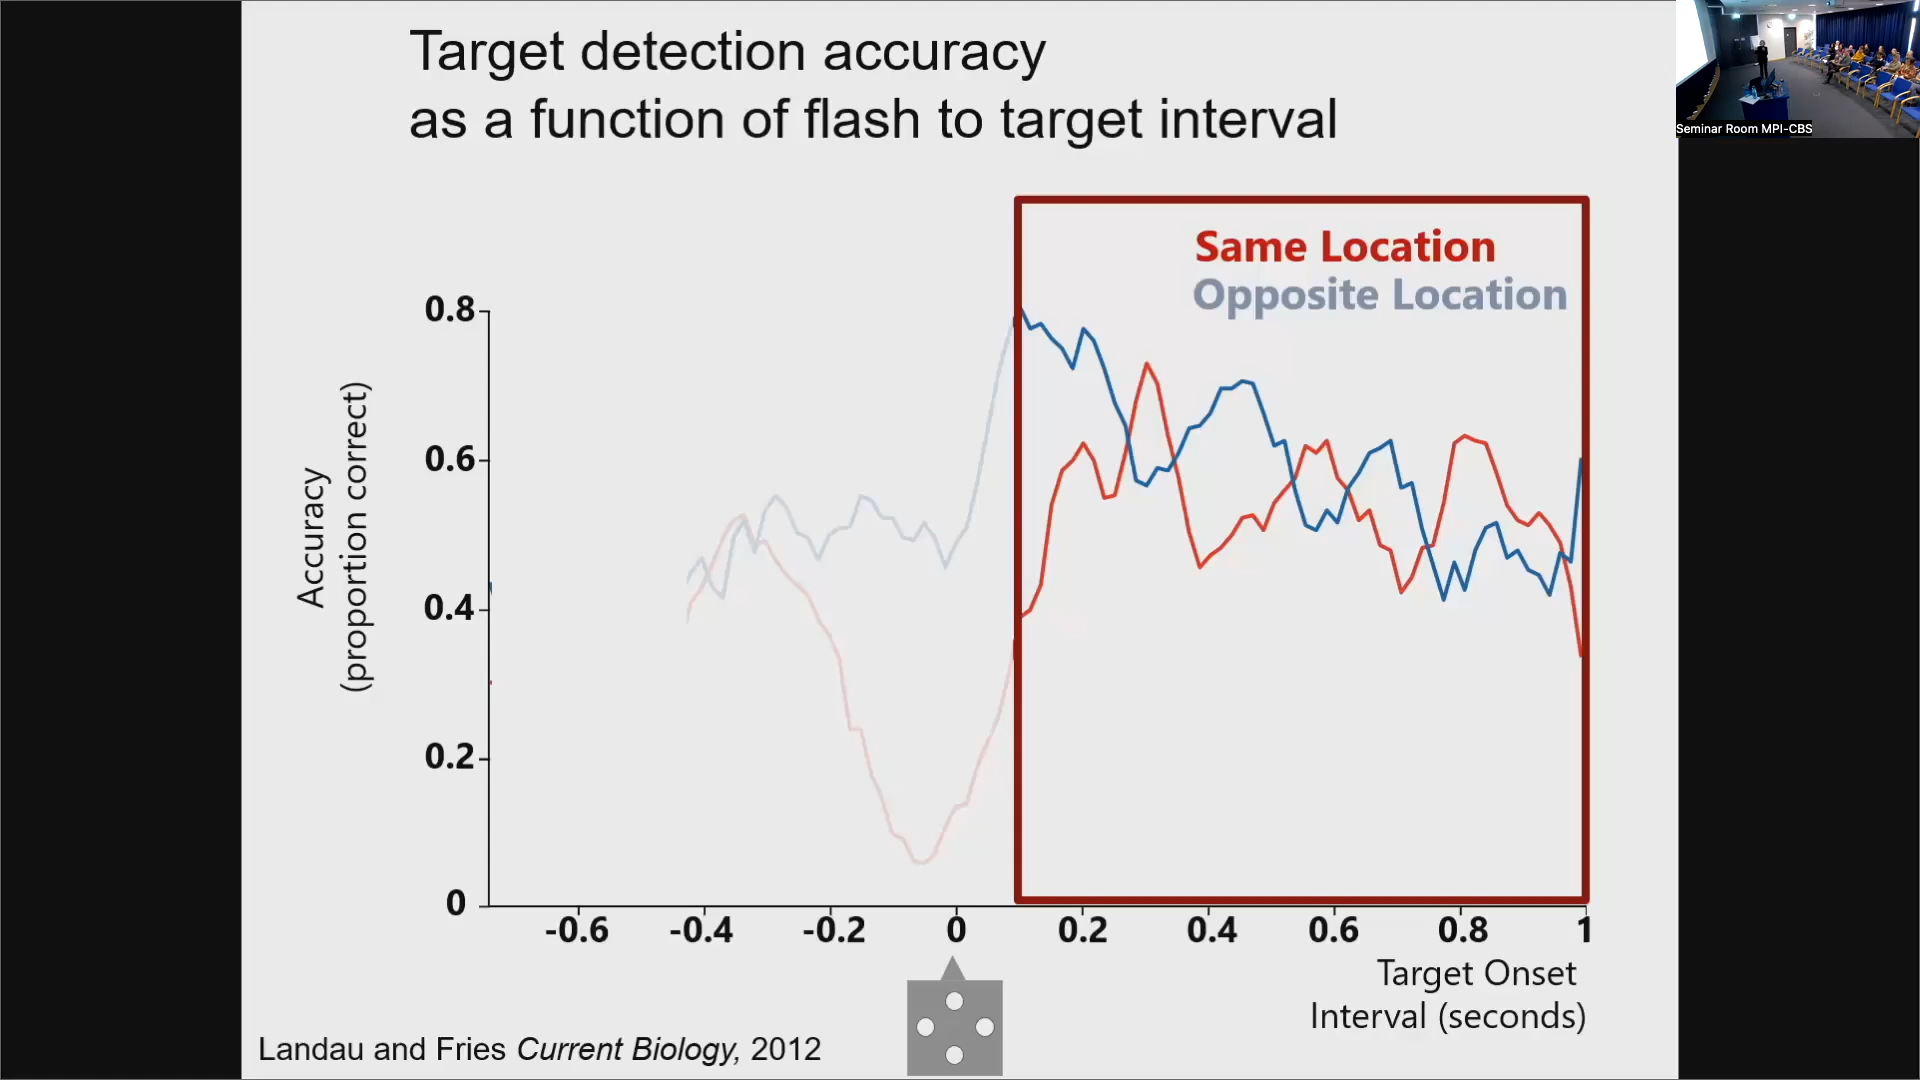 Target detection accuracy
as a function of flash to target interval
Seminar Room MPI-CBS
Same Location
Opposite Location
Accuracy
(proportion correct)
0.8
0.6
0.4
0.2
0
-0.6 -0.4 -0.2 0 0.2 0.4 0.6 0.8 1
Target Onset
Interval (seconds)
Landau and Fries Current Biology, 2012